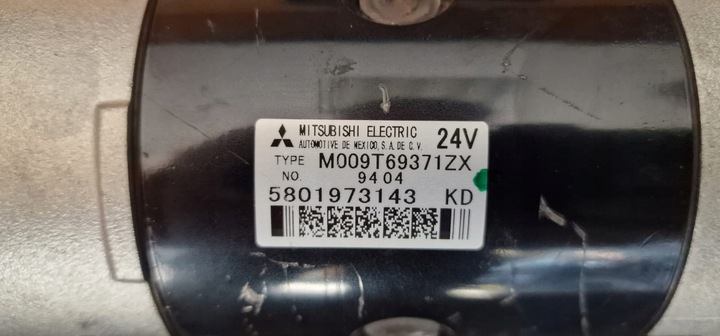 MITSUBISHI ELECTRIC 24V
AUTOMOTIVE DE MEXICO, S.A. DE C.V.
TYPE M009T69371ZX
NO. 9404
5801973143 KD